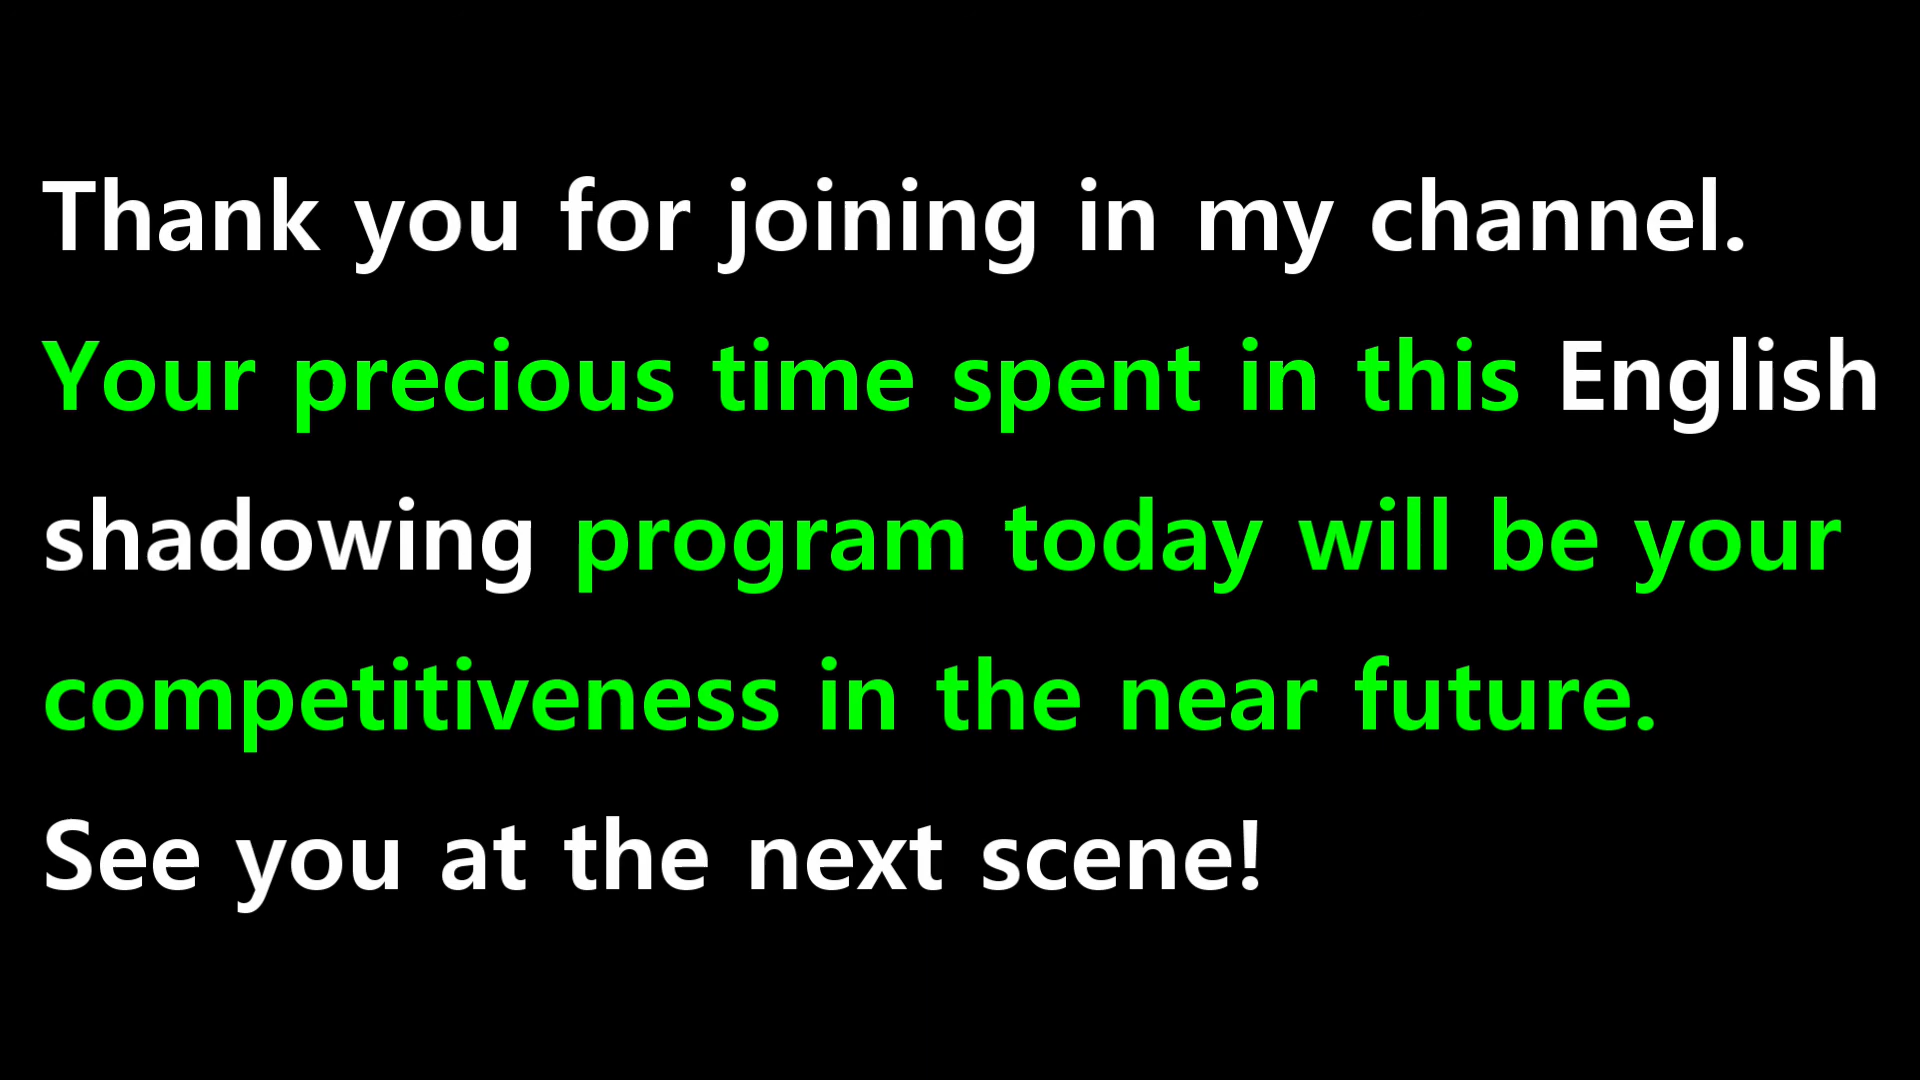 Thank you for joining in my channel.
Your precious time spent in this English
shadowing program today will be your
competitiveness in the near future.
See you at the next scene!